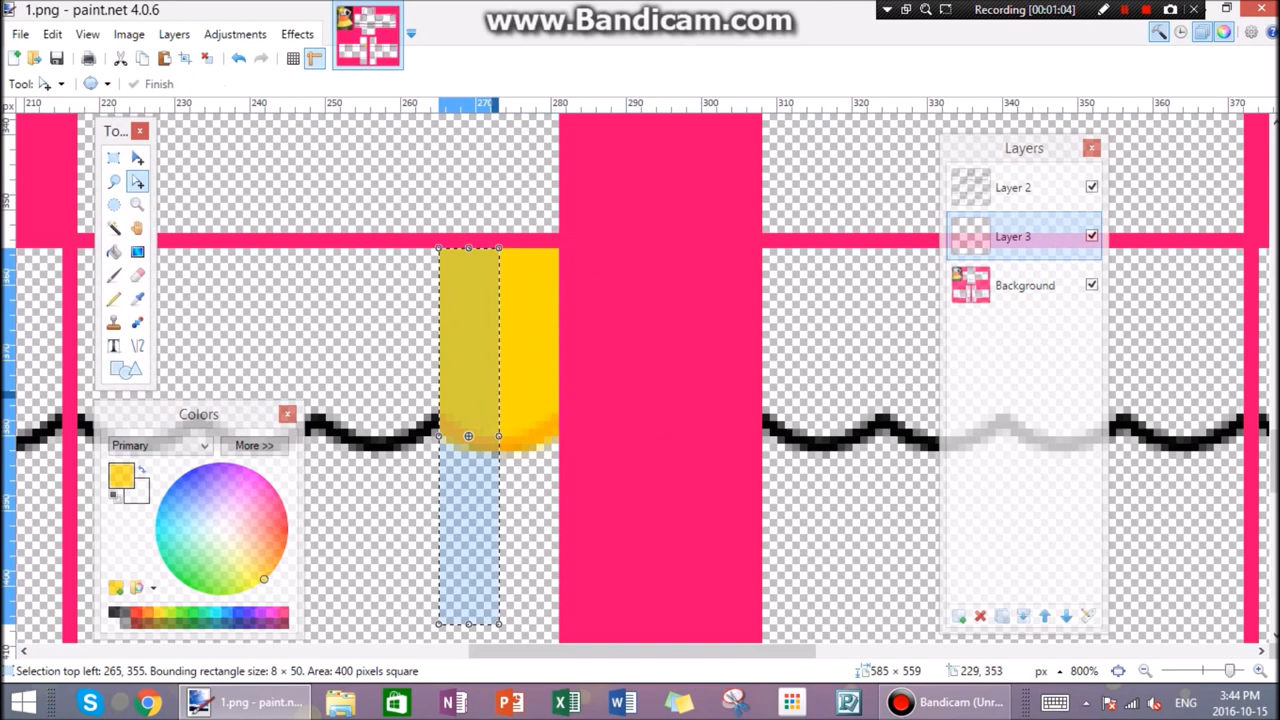 1.png - paint.net 4.0.6
www.Bandicam.com
Recording [00:01:04]
File Edit View Image Layers Adjustments Effects
Tool: Finish
px 210 220 230 240 250 260 270 280 290 300 310 320 330 340 350 360 370
To...
Layers
Layer 2
Layer 3
Background
Colors
Primary More >>
Selection top left: 265, 355. Bounding rectangle size: 8 × 50. Area: 400 pixels square
585 × 559 229, 353 px 800%
1.png - paint.n... Bandicam (Unr... ENG 3:44 PM
2016-10-15